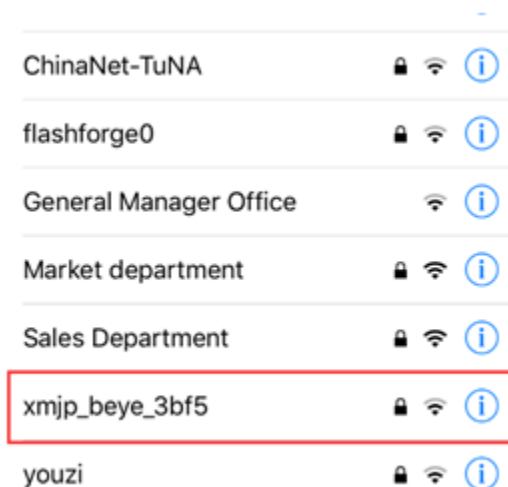 ChinaNet-TuNA
flashforge0
General Manager Office
Market department
Sales Department
xmjp_beye_3bf5
youzi